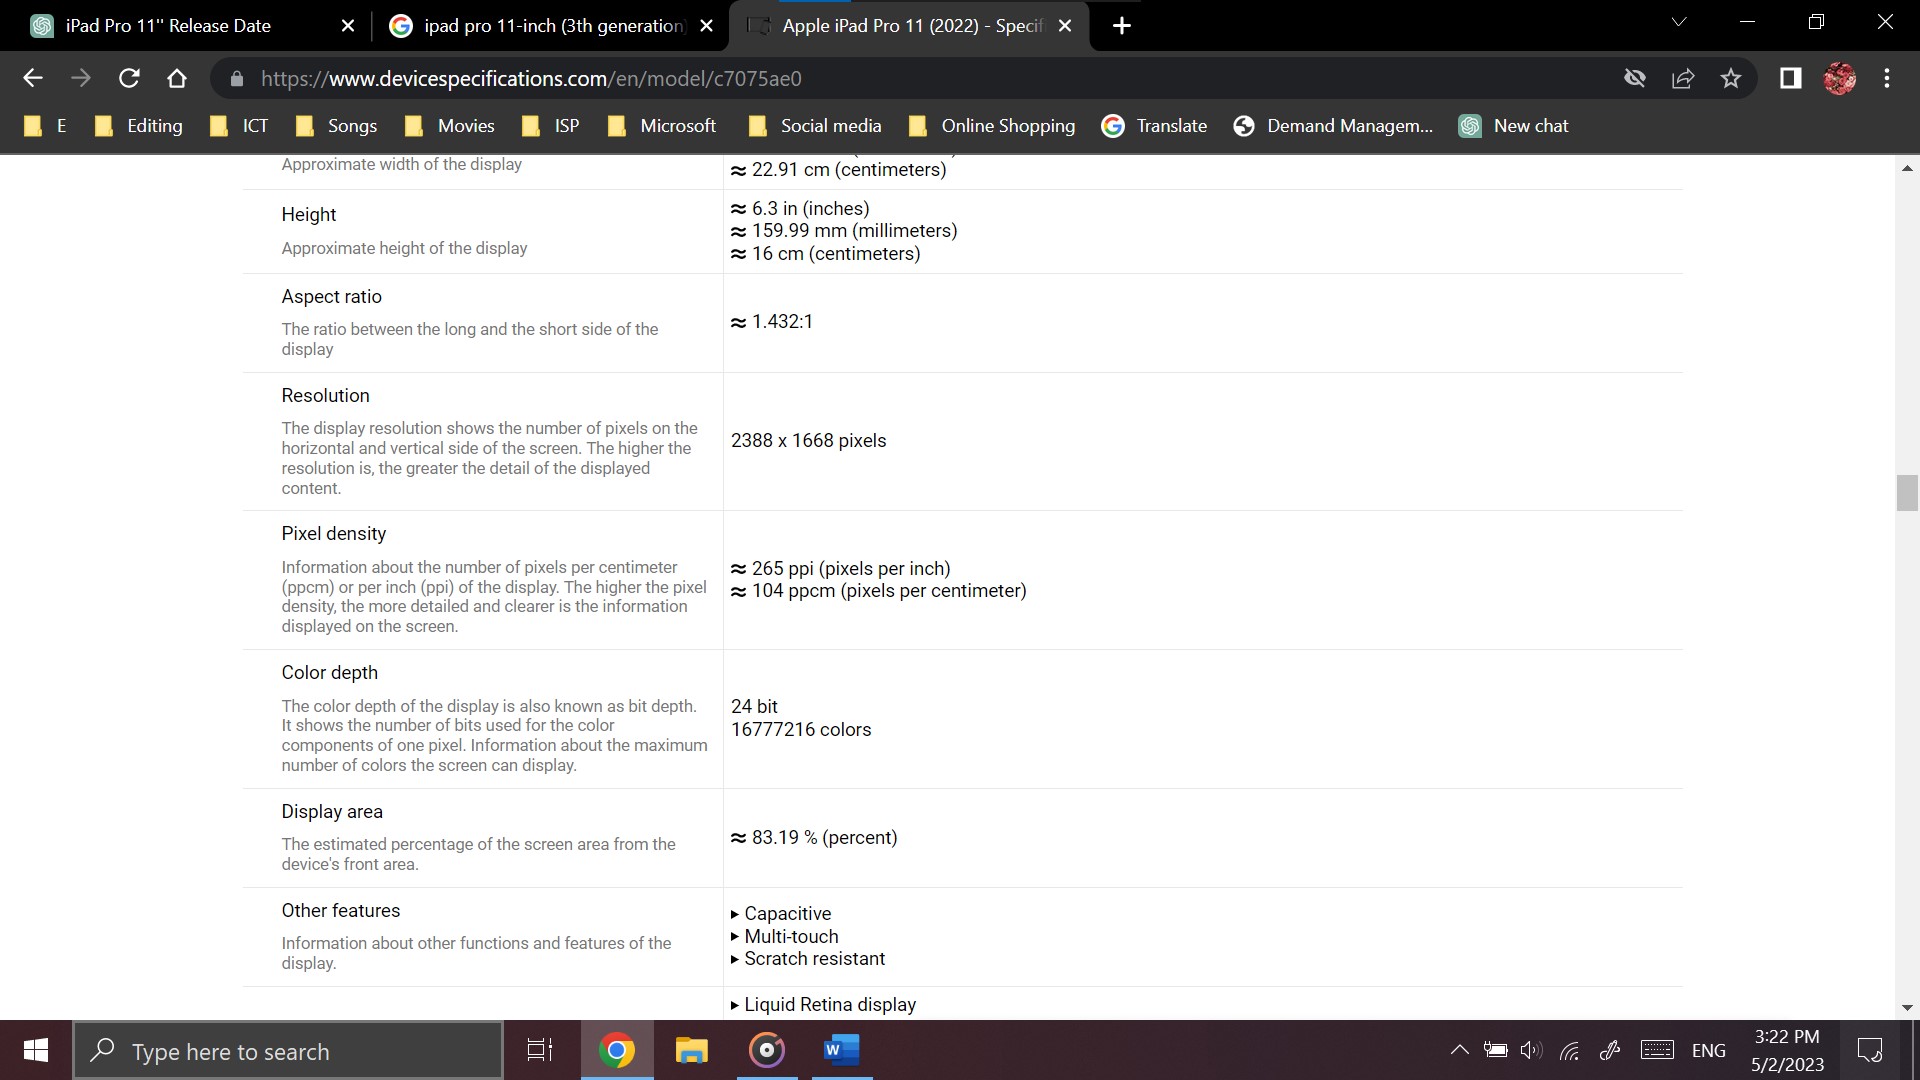 iPad Pro 11'' Release Date
ipad pro 11-inch (3th generation)
Apple iPad Pro 11 (2022) - Specif
https://www.devicespecifications.com/en/model/c7075ae0
E
Editing
ICT
Songs
Movies
ISP
Microsoft
Social media
Online Shopping
Translate
Demand Managem...
New chat
Approximate width of the display
≈ 22.91 cm (centimeters)
Height
Approximate height of the display
≈ 6.3 in (inches)
≈ 159.99 mm (millimeters)
≈ 16 cm (centimeters)
Aspect ratio
The ratio between the long and the short side of the
display
≈ 1.432:1
Resolution
The display resolution shows the number of pixels on the
horizontal and vertical side of the screen. The higher the
resolution is, the greater the detail of the displayed
content.
2388 x 1668 pixels
Pixel density
Information about the number of pixels per centimeter
(ppcm) or per inch (ppi) of the display. The higher the pixel
density, the more detailed and clearer is the information
displayed on the screen.
≈ 265 ppi (pixels per inch)
≈ 104 ppcm (pixels per centimeter)
Color depth
The color depth of the display is also known as bit depth.
It shows the number of bits used for the color
components of one pixel. Information about the maximum
number of colors the screen can display.
24 bit
16777216 colors
Display area
The estimated percentage of the screen area from the
device's front area.
≈ 83.19 % (percent)
Other features
Information about other functions and features of the
display.
▸ Capacitive
▸ Multi-touch
▸ Scratch resistant
▸ Liquid Retina display
Type here to search
W
ENG
3:22 PM
5/2/2023